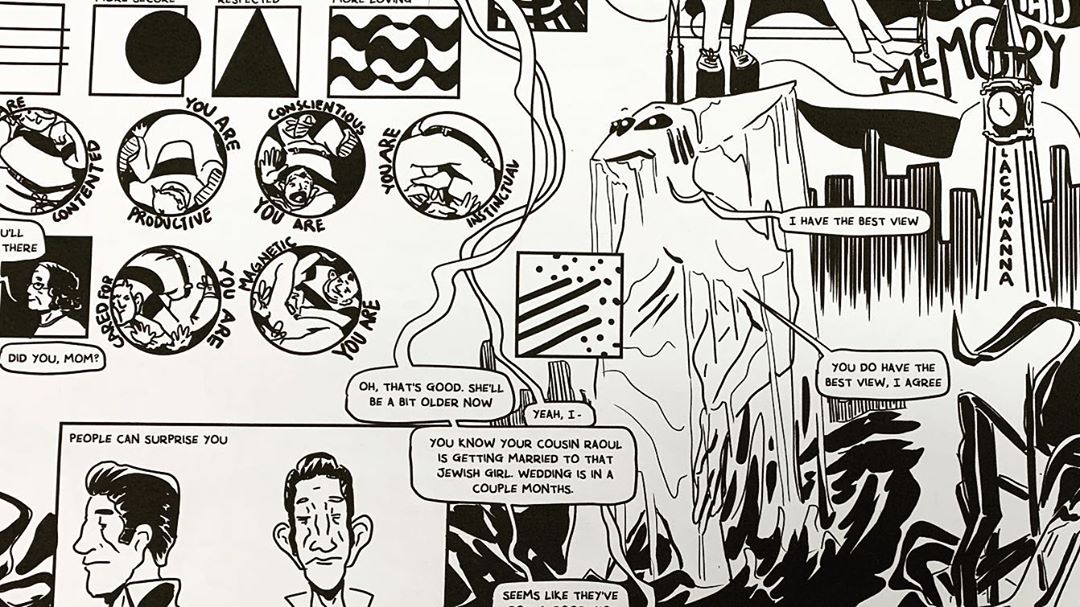 MORE SECURE
RESPECTED
MORE LOVING
MEMORY
ARE
CONTENTED
YOU ARE
PRODUCTIVE
CONSCIENTIOUS
YOU ARE
YOU ARE
INSTINCTUAL
I HAVE THE BEST VIEW
LACKAWANNA
U'LL
THERE
CARED FOR
YOU ARE
MAGNETIC
YOU ARE
DID YOU, MOM?
OH, THAT'S GOOD. SHE'LL
BE A BIT OLDER NOW
YEAH, I-
YOU DO HAVE THE
BEST VIEW, I AGREE
PEOPLE CAN SURPRISE YOU
YOU KNOW YOUR COUSIN RAOUL
IS GETTING MARRIED TO THAT
JEWISH GIRL. WEDDING IS IN A
COUPLE MONTHS.
SEEMS LIKE THEY'VE